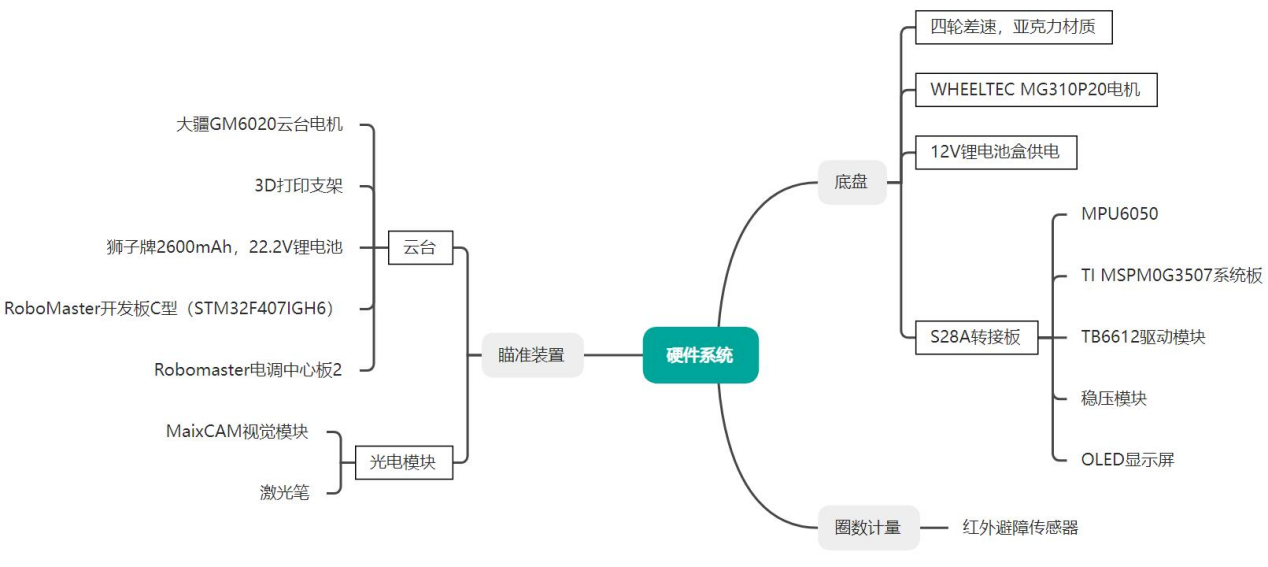 硬件系统
底盘
四轮差速，亚克力材质
WHEELTEC MG310P20电机
12V锂电池盒供电
S28A转接板
MPU6050
TI MSPM0G3507系统板
TB6612驱动模块
稳压模块
OLED显示屏
圈数计量
红外避障传感器
瞄准装置
云台
大疆GM6020云台电机
3D打印支架
狮子牌2600mAh，22.2V锂电池
RoboMaster开发板C型（STM32F407IGH6）
Robomaster电调中心板2
光电模块
MaixCAM视觉模块
激光笔